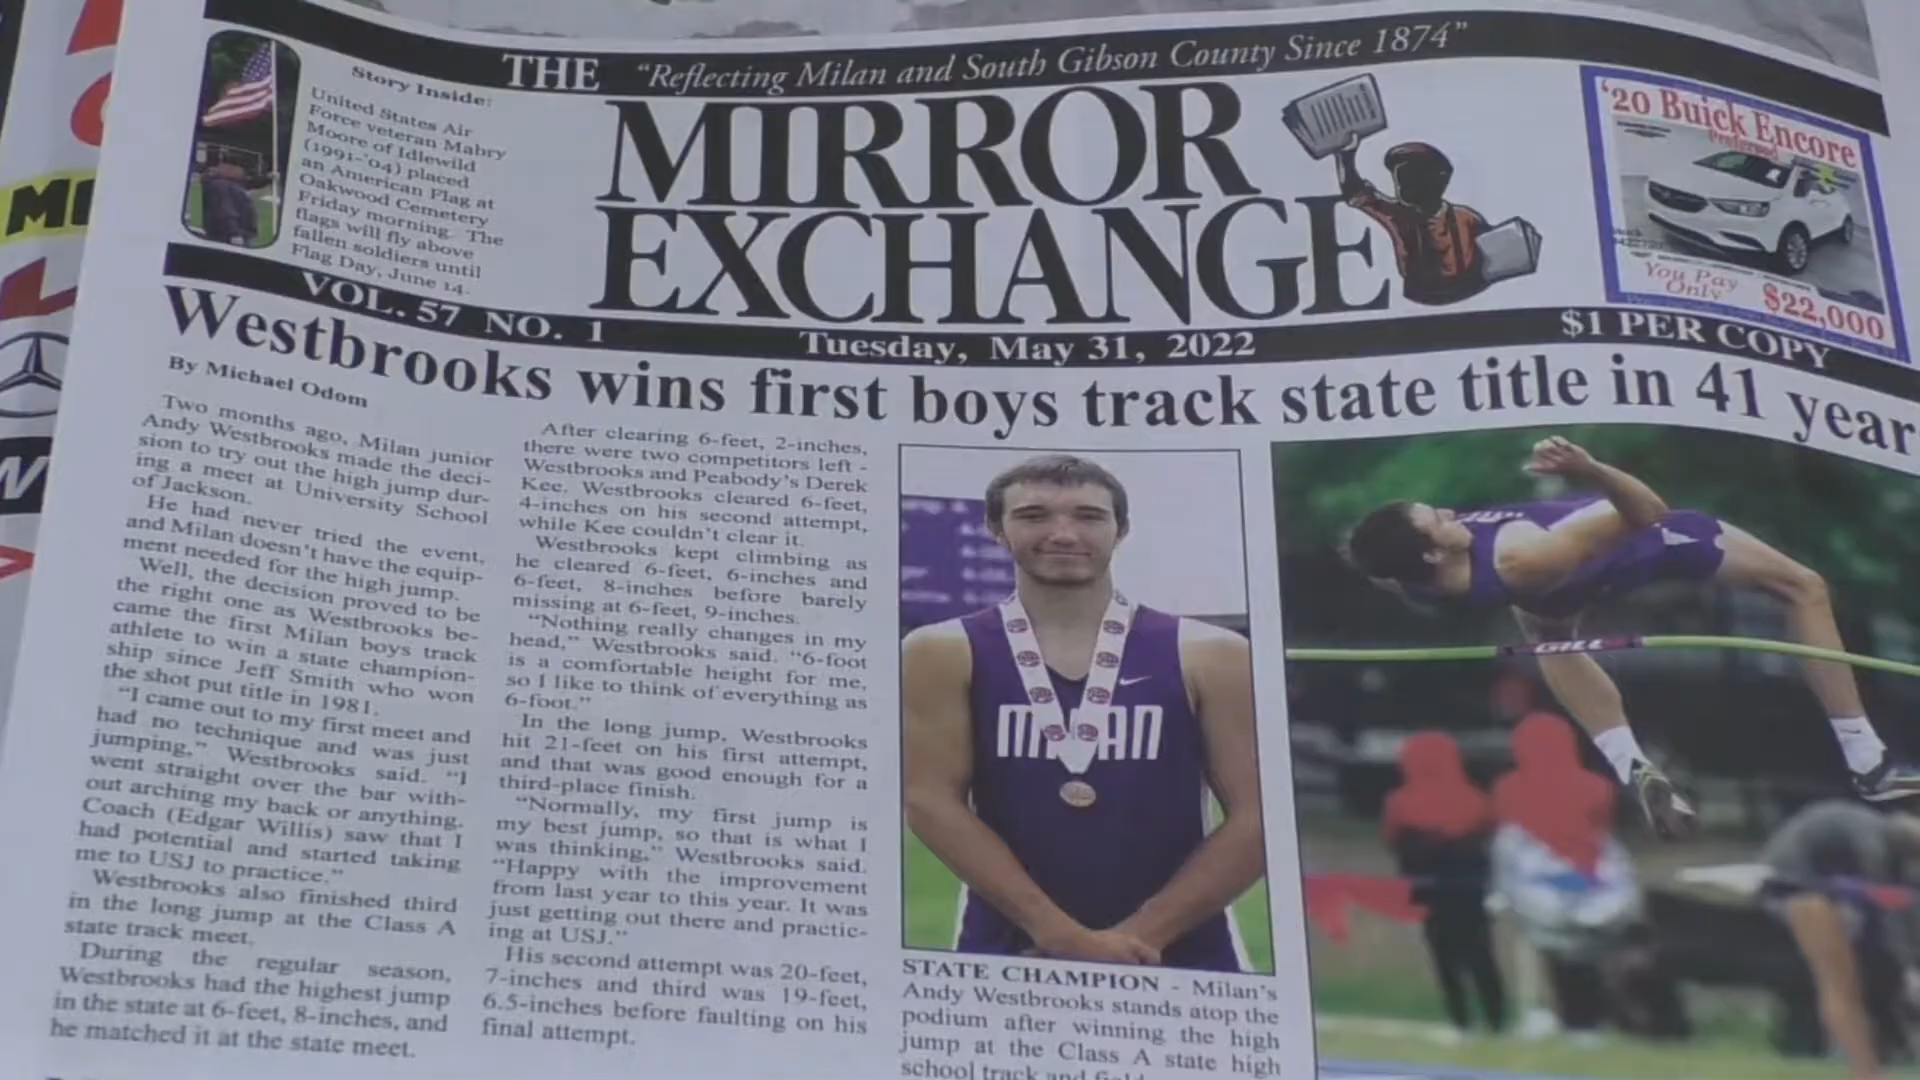 THE
"Reflecting Milan and South Gibson County Since 1874"
MIRROR
EXCHANGE
Story Inside:
United States Air
Force veteran Mabry
Moore of Idlewild
(1991-'04) placed
an American Flag at
Oakwood Cemetery
Friday morning. The
flags will fly above
fallen soldiers until
Flag Day, June 14.
'20 Buick Encore
Preferred
You Pay
Only
$22,000
VOL. 57 NO. 1
Tuesday, May 31, 2022
$1 PER COPY
Westbrooks wins first boys track state title in 41 year
By Michael Odom
Two months ago, Milan junior
Andy Westbrooks made the deci-
sion to try out the high jump dur-
ing a meet at University School
of Jackson.
He had never tried the event,
and Milan doesn't have the equip-
ment needed for the high jump.
Well, the decision proved to be
the right one as Westbrooks be-
came the first Milan boys track
athlete to win a state champion-
ship since Jeff Smith who won
the shot put title in 1981.
"I came out to my first meet and
had no technique and was just
jumping," Westbrooks said. "I
went straight over the bar with-
out arching my back or anything.
Coach (Edgar Willis) saw that I
had potential and started taking
me to USJ to practice."
Westbrooks also finished third
in the long jump at the Class A
state track meet.
During the regular season,
Westbrooks had the highest jump
in the state at 6-feet, 8-inches, and
he matched it at the state meet.
After clearing 6-feet, 2-inches,
there were two competitors left -
Westbrooks and Peabody's Derek
Kee. Westbrooks cleared 6-feet,
4-inches on his second attempt,
while Kee couldn't clear it.
Westbrooks kept climbing as
he cleared 6-feet, 6-inches and
6-feet, 8-inches before barely
missing at 6-feet, 9-inches.
"Nothing really changes in my
head," Westbrooks said. "6-foot
is a comfortable height for me,
so I like to think of everything as
6-foot."
In the long jump, Westbrooks
hit 21-feet on his first attempt,
and that was good enough for a
third-place finish.
"Normally, my first jump is
my best jump, so that is what I
was thinking," Westbrooks said.
"Happy with the improvement
from last year to this year. It was
just getting out there and practic-
ing at USJ."
His second attempt was 20-feet,
7-inches and third was 19-feet,
6.5-inches before faulting on his
final attempt.
MILAN
GILL
STATE CHAMPION - Milan's
Andy Westbrooks stands atop the
podium after winning the high
jump at the Class A state high
school track and field